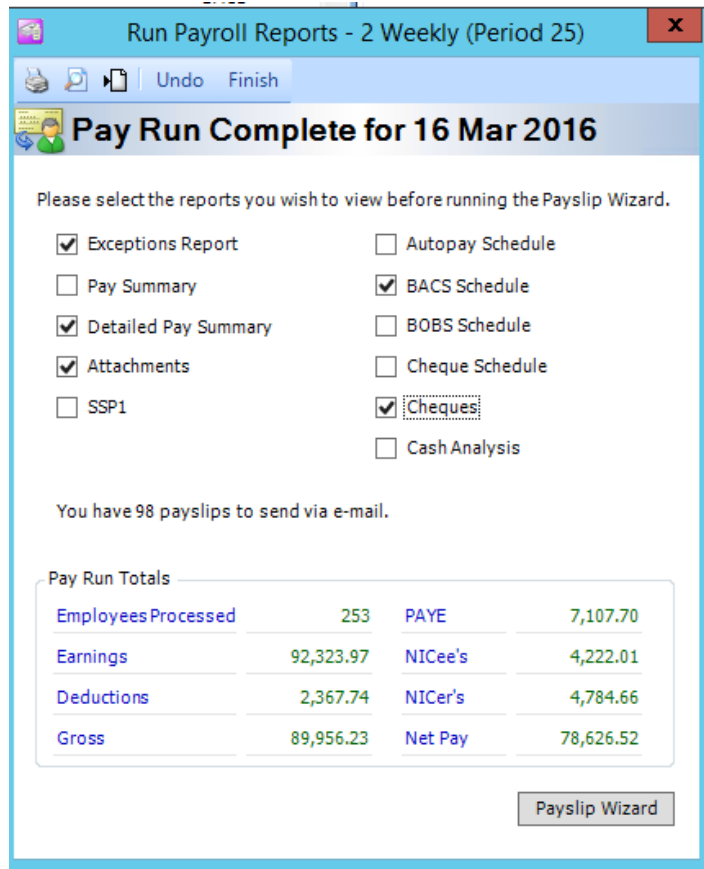 Run Payroll Reports - 2 Weekly (Period 25)
x
Undo Finish
Pay Run Complete for 16 Mar 2016
Please select the reports you wish to view before running the Payslip Wizard.
Exceptions Report
Pay Summary
Detailed Pay Summary
Attachments
SSP1
Autopay Schedule
BACS Schedule
BOBS Schedule
Cheque Schedule
Cheques
Cash Analysis
You have 98 payslips to send via e-mail.
Pay Run Totals
Employees Processed 253 PAYE 7,107.70
Earnings 92,323.97 NICee's 4,222.01
Deductions 2,367.74 NICer's 4,784.66
Gross 89,956.23 Net Pay 78,626.52
Payslip Wizard